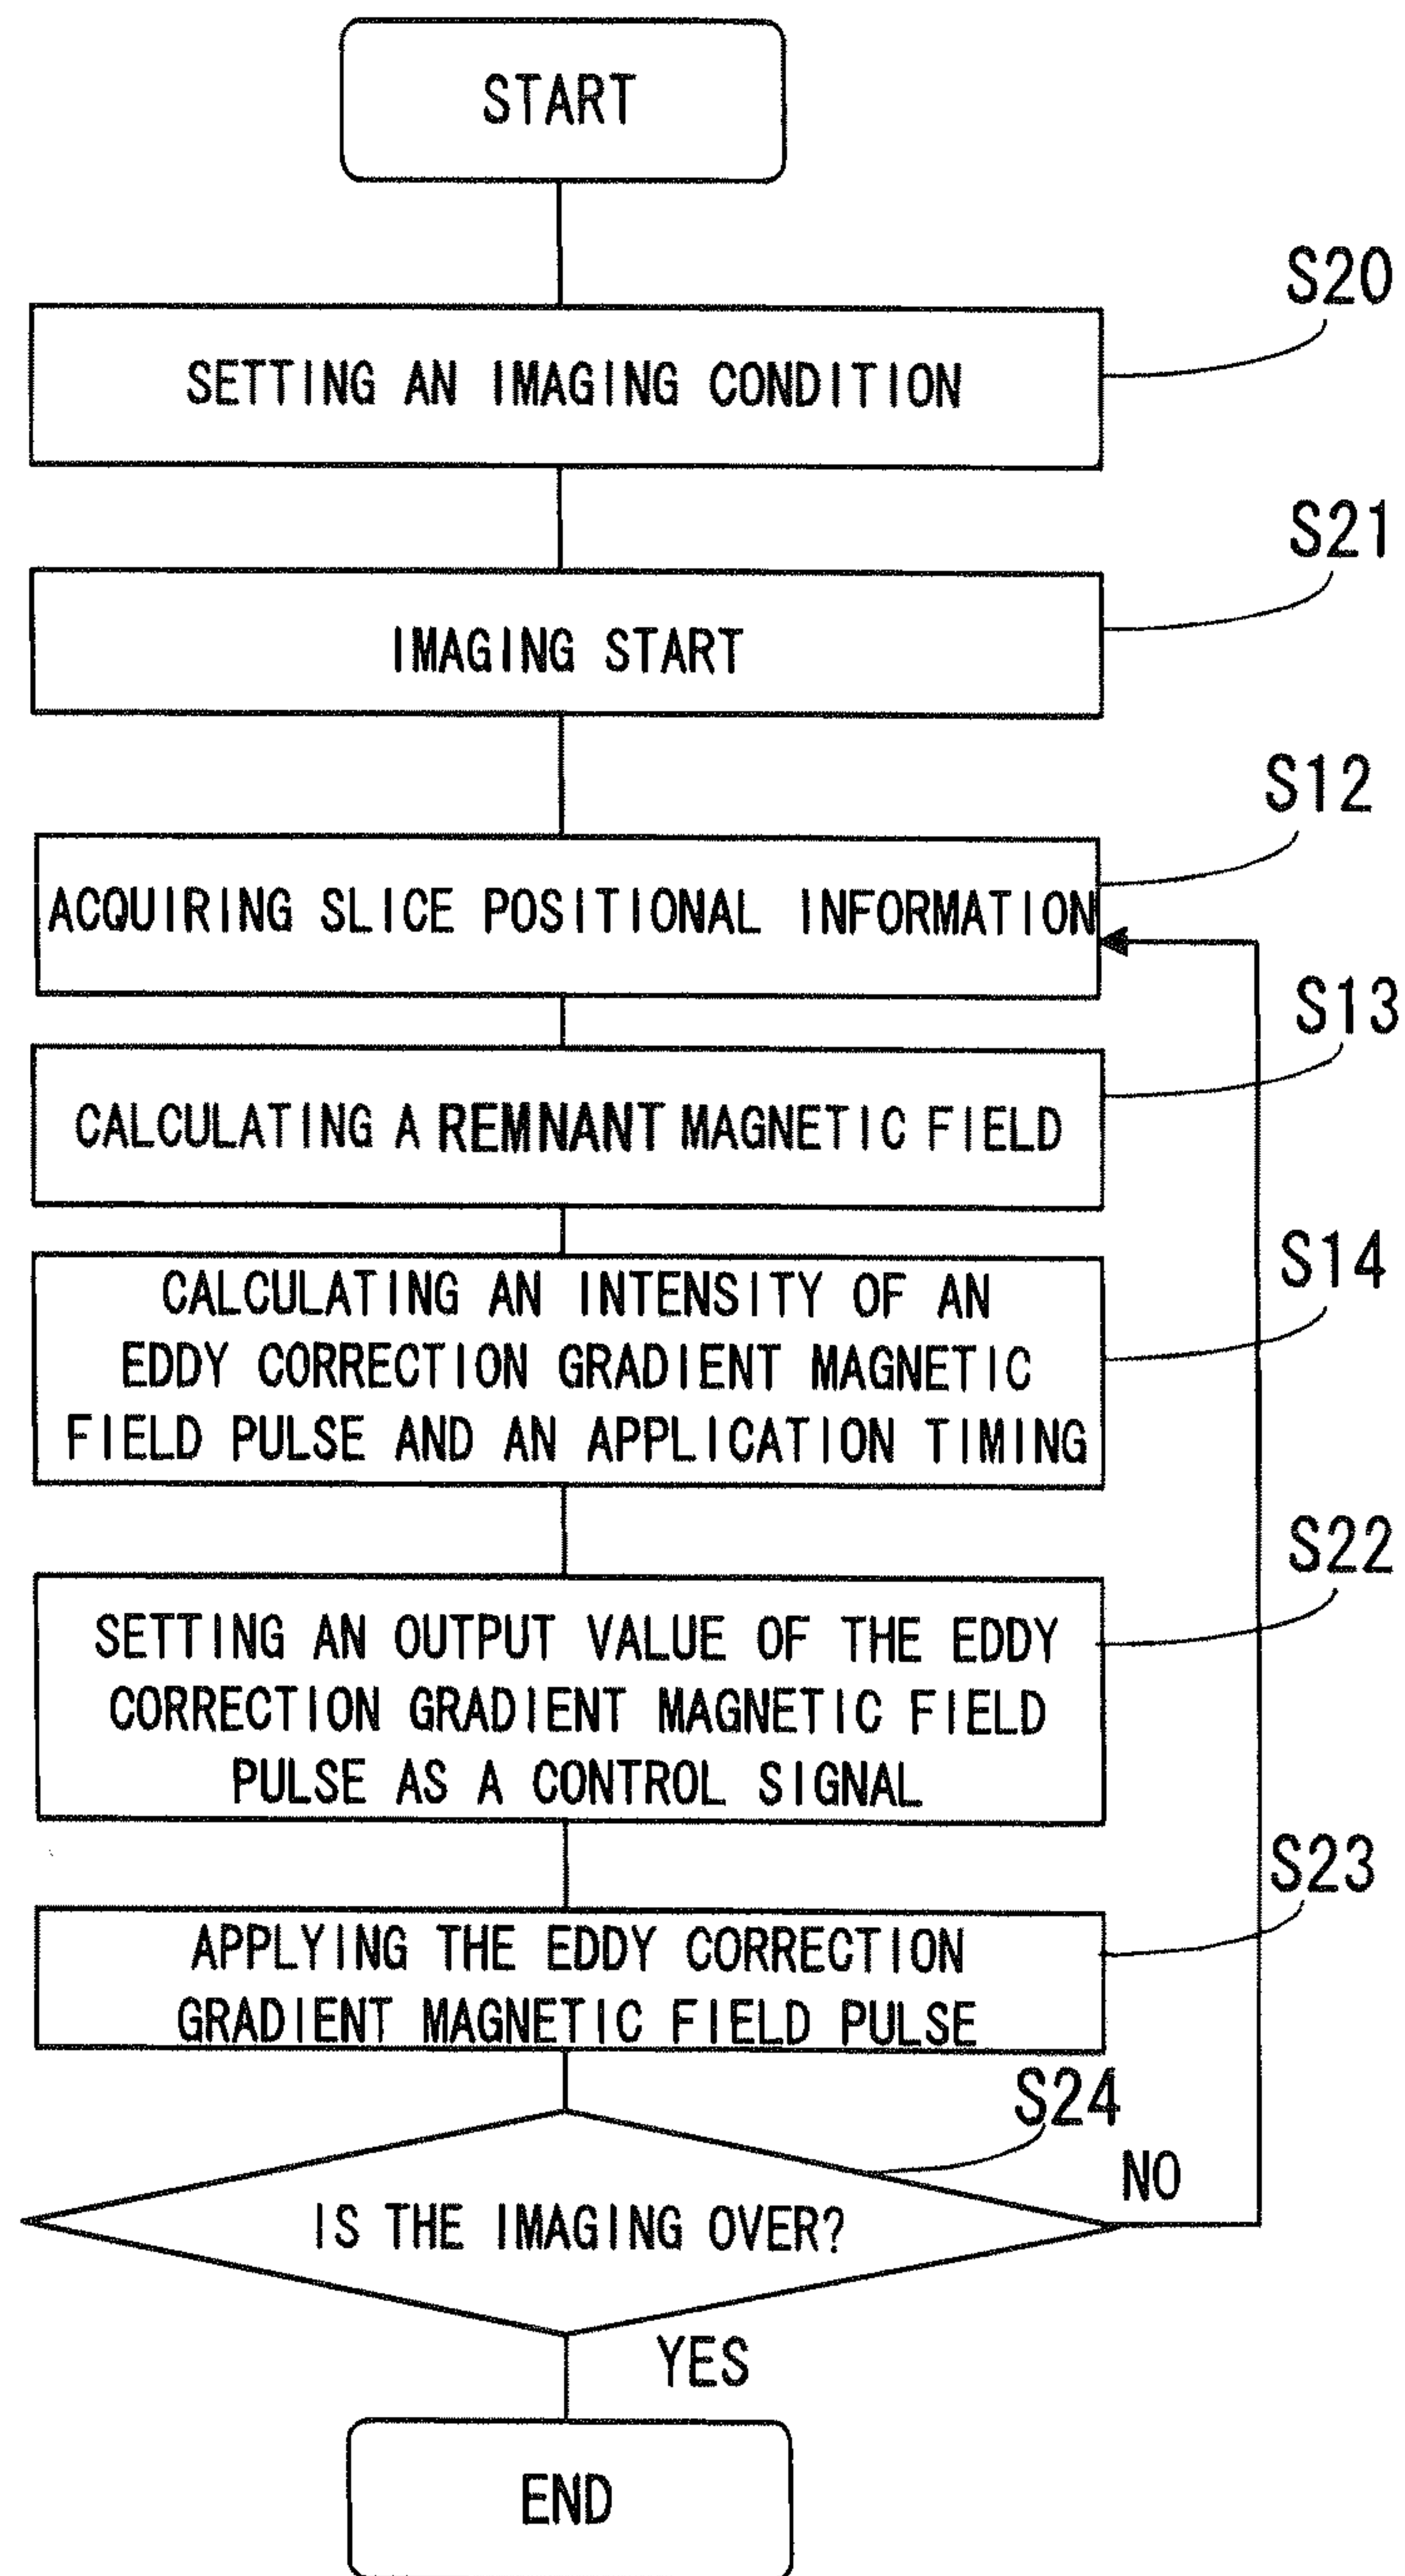 START
S20
SETTING AN IMAGING CONDITION
S21
IMAGING START
S12
ACQUIRING SLICE POSITIONAL INFORMATION
S13
CALCULATING A REMNANT MAGNETIC FIELD
S14
CALCULATING AN INTENSITY OF AN
EDDY CORRECTION GRADIENT MAGNETIC
FIELD PULSE AND AN APPLICATION TIMING
S22
SETTING AN OUTPUT VALUE OF THE EDDY
CORRECTION GRADIENT MAGNETIC FIELD
PULSE AS A CONTROL SIGNAL
S23
APPLYING THE EDDY CORRECTION
GRADIENT MAGNETIC FIELD PULSE
S24
NO
IS THE IMAGING OVER?
YES
END